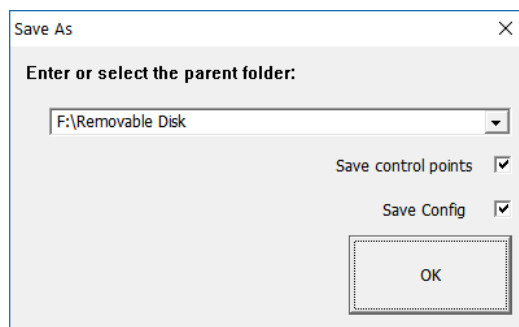 Save As
Enter or select the parent folder:
F:\Removable Disk
Save control points
Save Config
OK